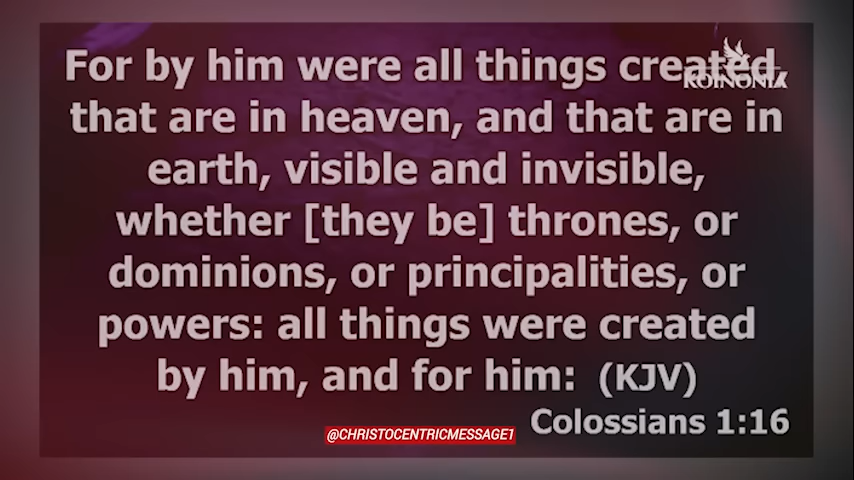 For by him were all things created,
KOINONIA
that are in heaven, and that are in
earth, visible and invisible,
whether [they be] thrones, or
dominions, or principalities, or
powers: all things were created
by him, and for him: (KJV)
Colossians 1:16
@CHRISTOCENTRICMESSAGE1